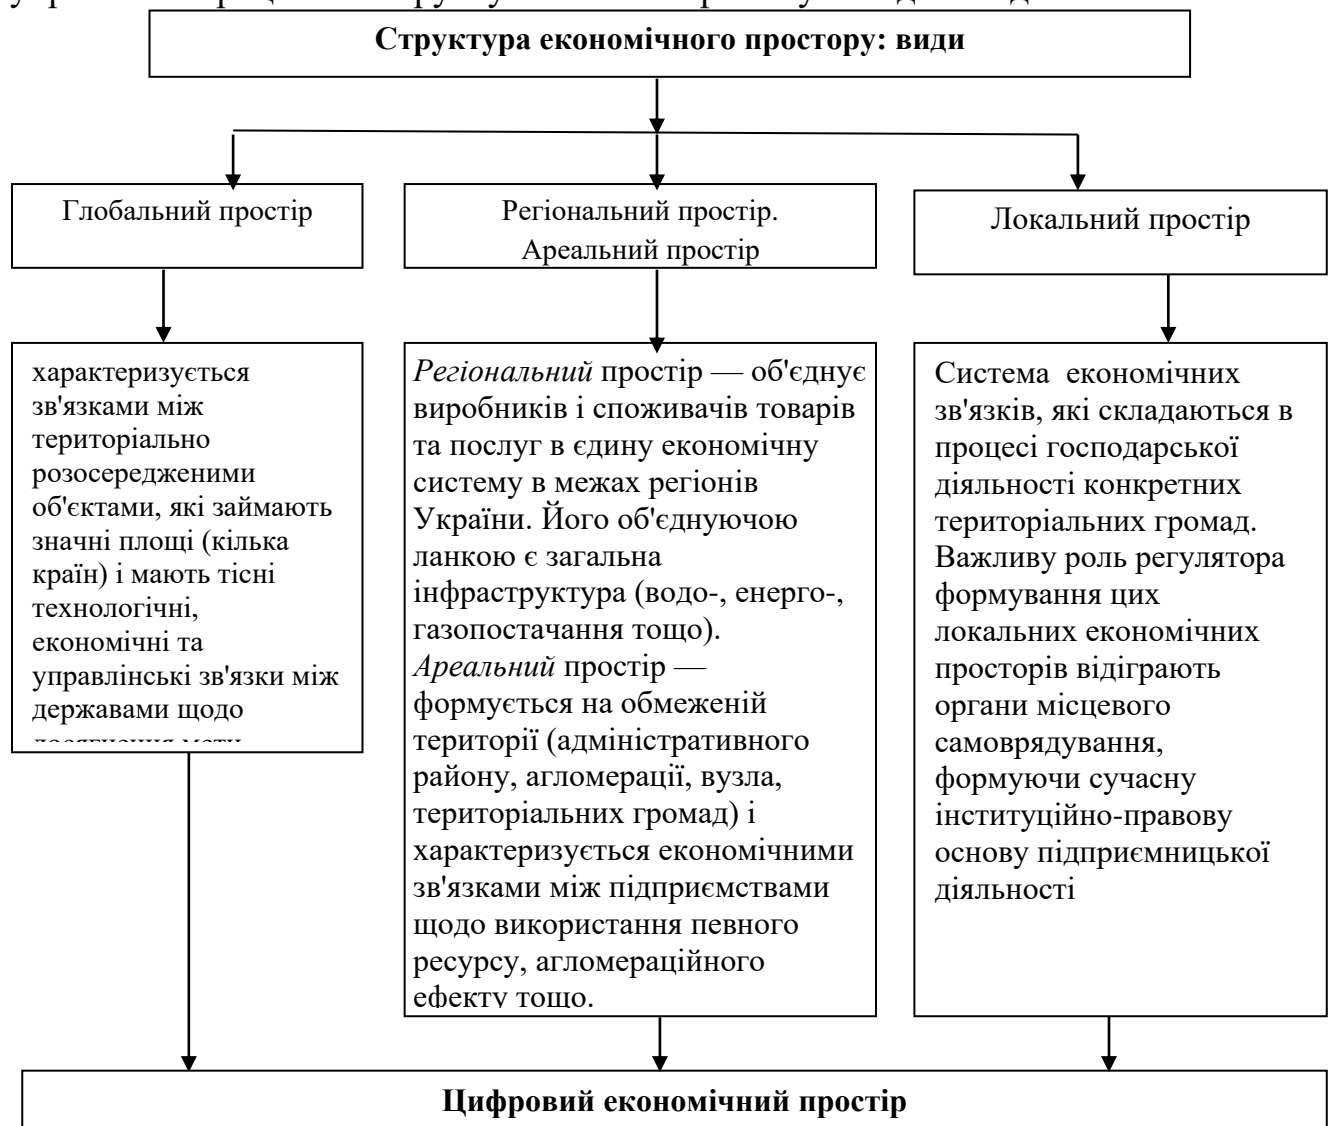 Структура економічного простору: види
Глобальний простір
Регіональний простір.
Ареальний простір
Локальний простір
характеризується
зв'язками між
територіально
розосередженими
об'єктами, які займають
значні площі (кілька
країн) і мають тісні
технологічні,
економічні та
управлінські зв'язки між
державами щодо
Регіональний простір — об'єднує
виробників і споживачів товарів
та послуг в єдину економічну
систему в межах регіонів
України. Його об'єднуючою
ланкою є загальна
інфраструктура (водо-, енерго-,
газопостачання тощо).
Ареальний простір —
формується на обмеженій
території (адміністративного
району, агломерації, вузла,
територіальних громад) і
характеризується економічними
зв'язками між підприємствами
щодо використання певного
ресурсу, агломераційного
ефекту тощо.
Система економічних
зв'язків, які складаються в
процесі господарської
діяльності конкретних
територіальних громад.
Важливу роль регулятора
формування цих
локальних економічних
просторів відіграють
органи місцевого
самоврядування,
формуючи сучасну
інституційно-правову
основу підприємницької
діяльності
Цифровий економічний простір